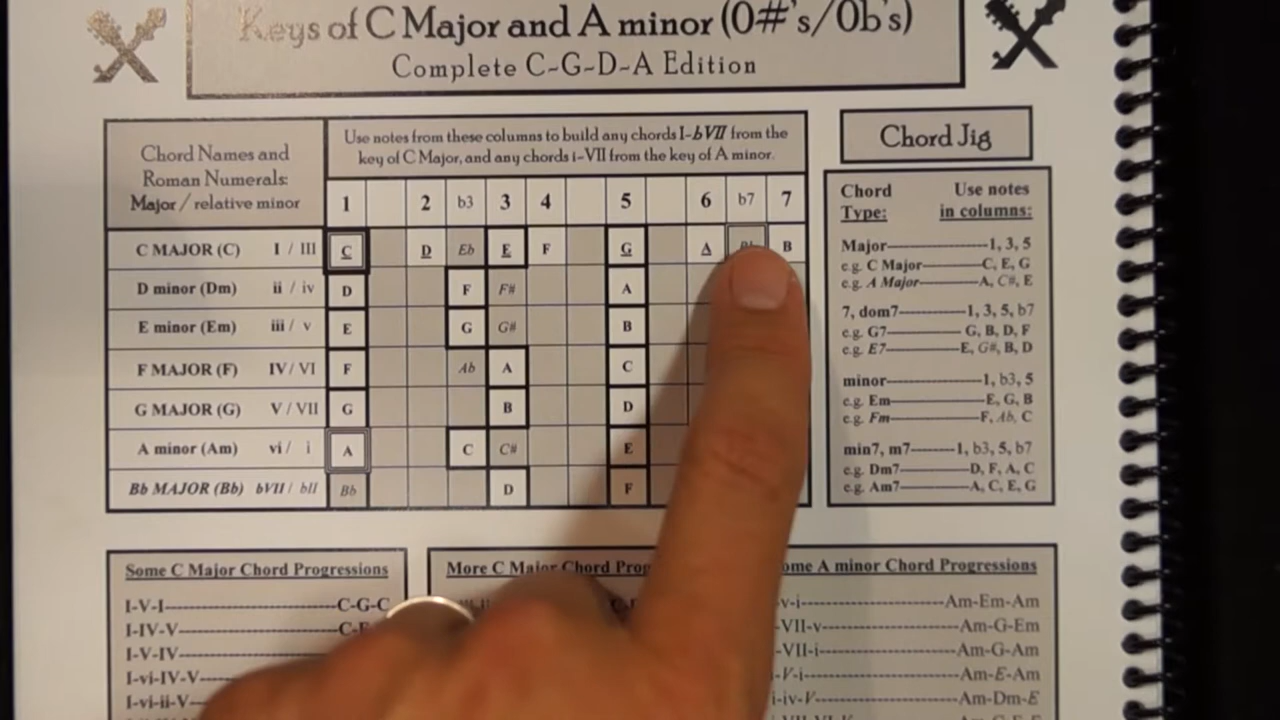 Keys of C Major and A minor (0#'s/0b's)
Complete C-G-D-A Edition
Chord Names and
Roman Numerals:
Major / relative minor
Use notes from these columns to build any chords I-bVII from the
key of C Major, and any chords i-VII from the key of A minor.
1 2 b3 3 4 5 6 b7 7
C MAJOR (C) I / III C D Eb E F G A B
D minor (Dm) ii / iv D F F# A
E minor (Em) iii / v E G G# B
F MAJOR (F) IV/ VI F Ab A C
G MAJOR (G) V / VII G B D
A minor (Am) vi / i A C C# E
Bb MAJOR (Bb) bVII / bII Bb D F
Chord Jig
Chord Use notes
Type: in columns:
Major 1, 3, 5
e.g. C Major C, E, G
e.g. A Major A, C#, E
7, dom7 1, 3, 5, b7
e.g. G7 G, B, D, F
e.g. E7 E, G#, B, D
minor 1, b3, 5
e.g. Em E, G, B
e.g. Fm F, Ab, C
min7, m7 1, b3, 5, b7
e.g. Dm7 D, F, A, C
e.g. Am7 A, C, E, G
Some C Major Chord Progressions
I-V-I C-G-C
I-IV-V
I-V-IV
I-vi-IV-V
I-vi-ii-V
More C Major Chord
A minor Chord Progressions
v-i Am-Em-Am
-VII-v Am-G-Em
-VII-i Am-G-Am
-V-i Am-E-Am
i-iv-V Am-Dm-E